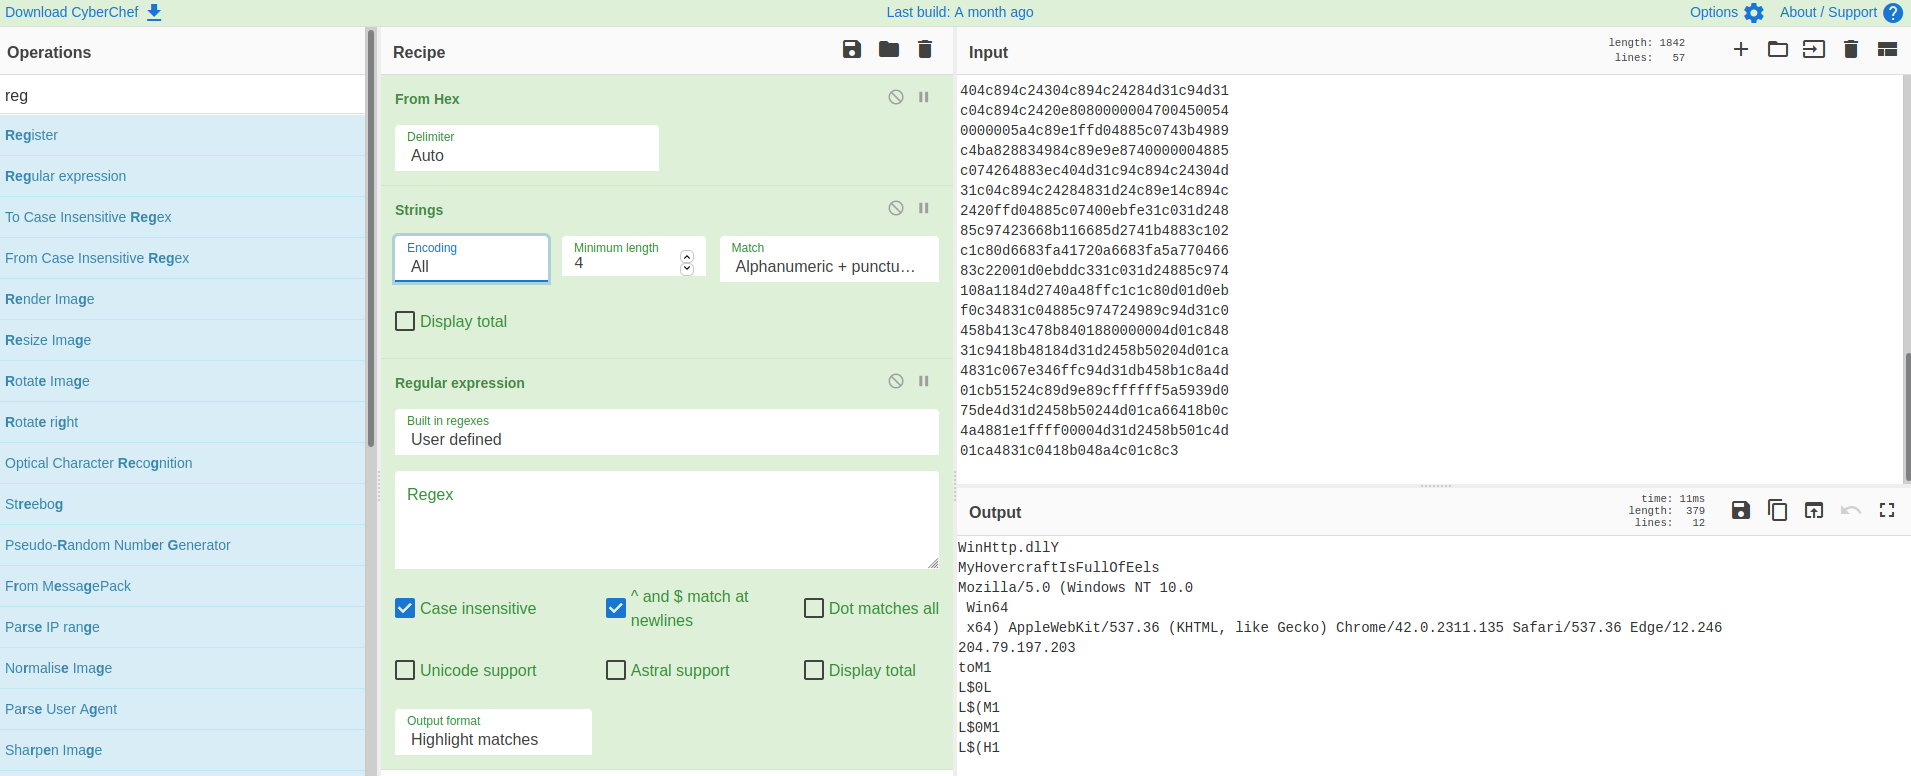 Download CyberChef
Last build: A month ago
Options
About / Support
Operations
reg
Register
Regular expression
To Case Insensitive Regex
From Case Insensitive Regex
Render Image
Resize Image
Rotate Image
Rotate right
Optical Character Recognition
Streebog
Pseudo-Random Number Generator
From MessagePack
Parse IP range
Normalise Image
Parse User Agent
Sharpen Image
Recipe
From Hex
Delimiter
Auto
Strings
Encoding
All
Minimum length
4
Match
Alphanumeric + punctu…
Display total
Regular expression
Built in regexes
User defined
Regex
Case insensitive
^ and $ match at
newlines
Dot matches all
Unicode support
Astral support
Display total
Output format
Highlight matches
Input
length: 1842
lines: 57
404c894c24304c894c24284d31c94d31
c04c894c2420e8080000004700450054
0000005a4c89e1ffd04885c0743b4989
c4ba828834984c89e9e8740000004885
c074264883ec404d31c94c894c24304d
31c04c894c24284831d24c89e14c894c
2420ffd04885c07400ebfe31c031d248
85c97423668b116685d2741b4883c102
c1c80d6683fa41720a6683fa5a770466
83c22001d0ebddc331c031d24885c974
108a1184d2740a48ffc1c1c80d01d0eb
f0c34831c04885c974724989c94d31c0
458b413c478b8401880000004d01c848
31c9418b48184d31d2458b50204d01ca
4831c067e346ffc94d31db458b1c8a4d
01cb51524c89d9e89cffffff5a5939d0
75de4d31d2458b50244d01ca66418b0c
4a4881e1ffff00004d31d2458b501c4d
01ca4831c0418b048a4c01c8c3
Output
time: 11ms
length: 379
lines: 12
WinHttp.dllY
MyHovercraftIsFullOfEels
Mozilla/5.0 (Windows NT 10.0
Win64
x64) AppleWebKit/537.36 (KHTML, like Gecko) Chrome/42.0.2311.135 Safari/537.36 Edge/12.246
204.79.197.203
toM1
L$0L
L$(M1
L$0M1
L$(H1